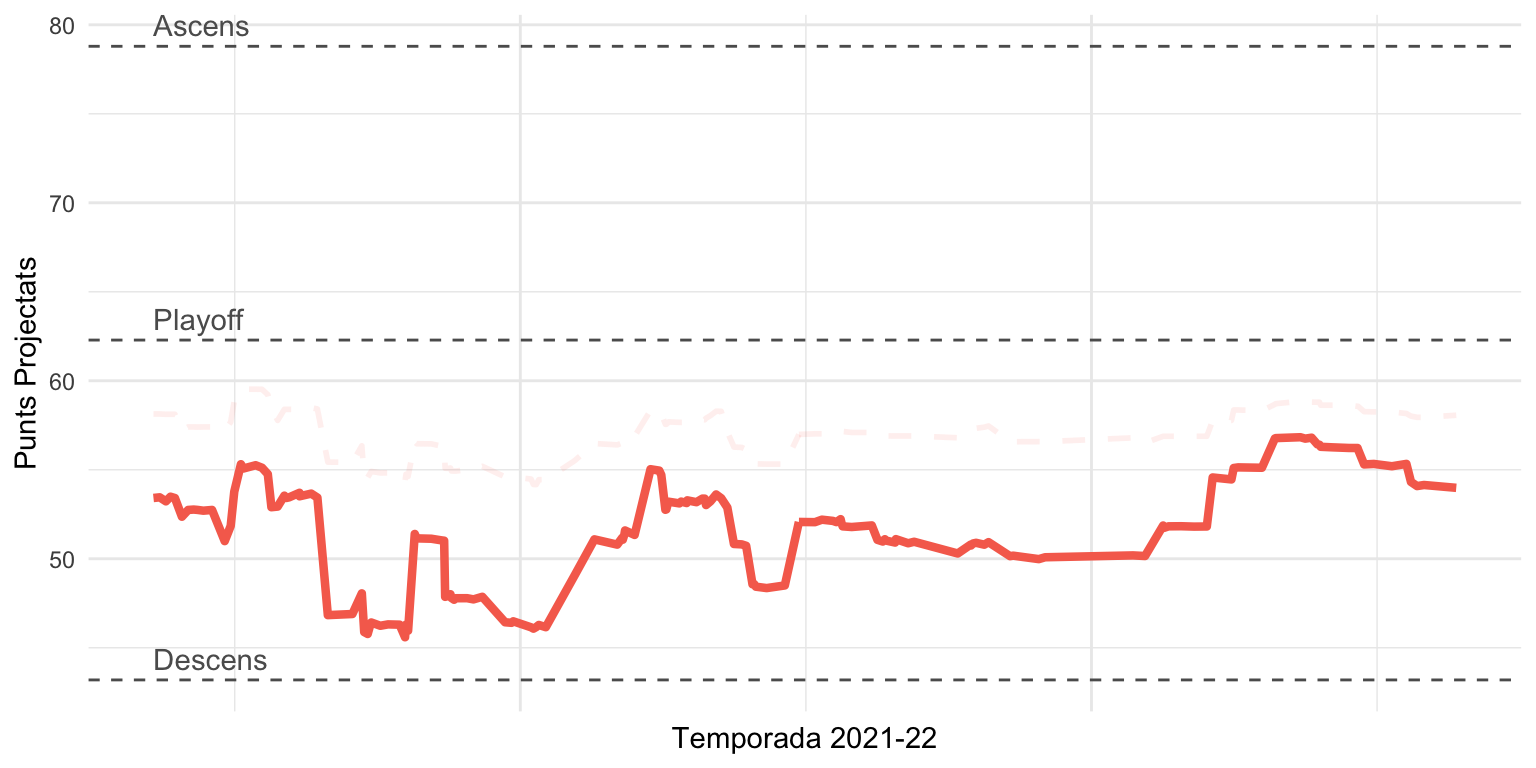 80
Ascens
70
Playoff
60
50
Descens
Punts Projectats
Temporada 2021-22